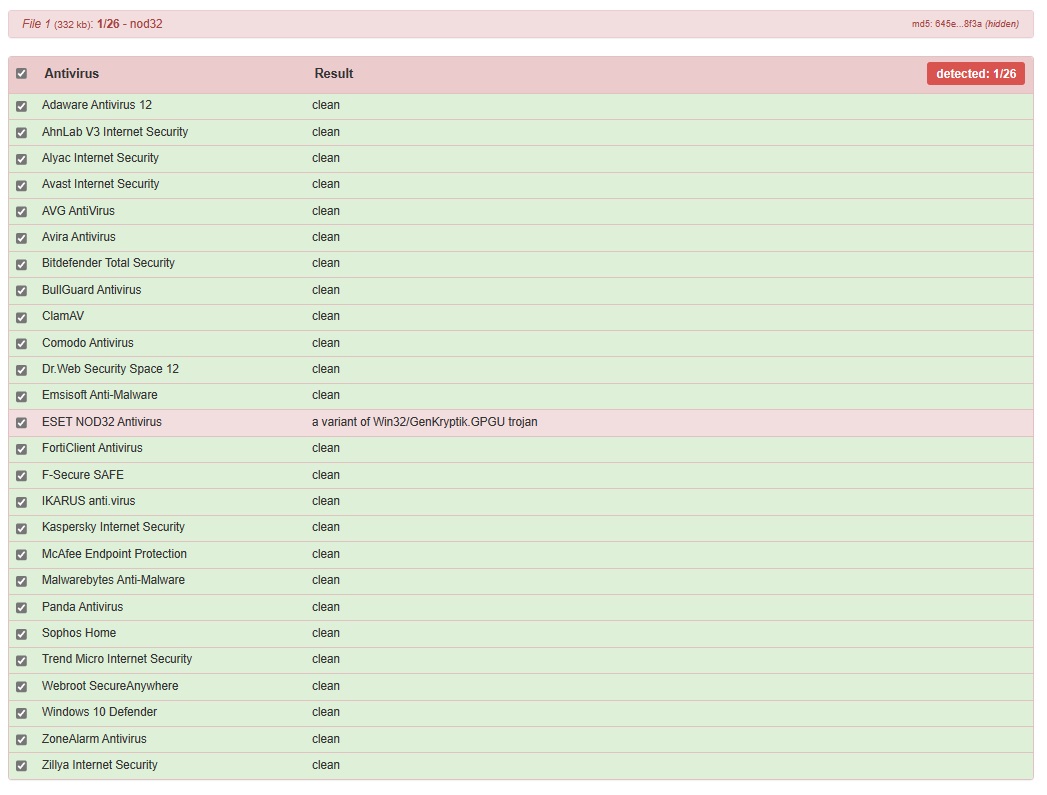 File 1 (332 kb): 1/26 - nod32 md5: 645e...8f3a (hidden)
Antivirus Result detected: 1/26
Adaware Antivirus 12 clean
AhnLab V3 Internet Security clean
Alyac Internet Security clean
Avast Internet Security clean
AVG AntiVirus clean
Avira Antivirus clean
Bitdefender Total Security clean
BullGuard Antivirus clean
ClamAV clean
Comodo Antivirus clean
Dr.Web Security Space 12 clean
Emsisoft Anti-Malware clean
ESET NOD32 Antivirus a variant of Win32/GenKryptik.GPGU trojan
FortiClient Antivirus clean
F-Secure SAFE clean
IKARUS anti.virus clean
Kaspersky Internet Security clean
McAfee Endpoint Protection clean
Malwarebytes Anti-Malware clean
Panda Antivirus clean
Sophos Home clean
Trend Micro Internet Security clean
Webroot SecureAnywhere clean
Windows 10 Defender clean
ZoneAlarm Antivirus clean
Zillya Internet Security clean